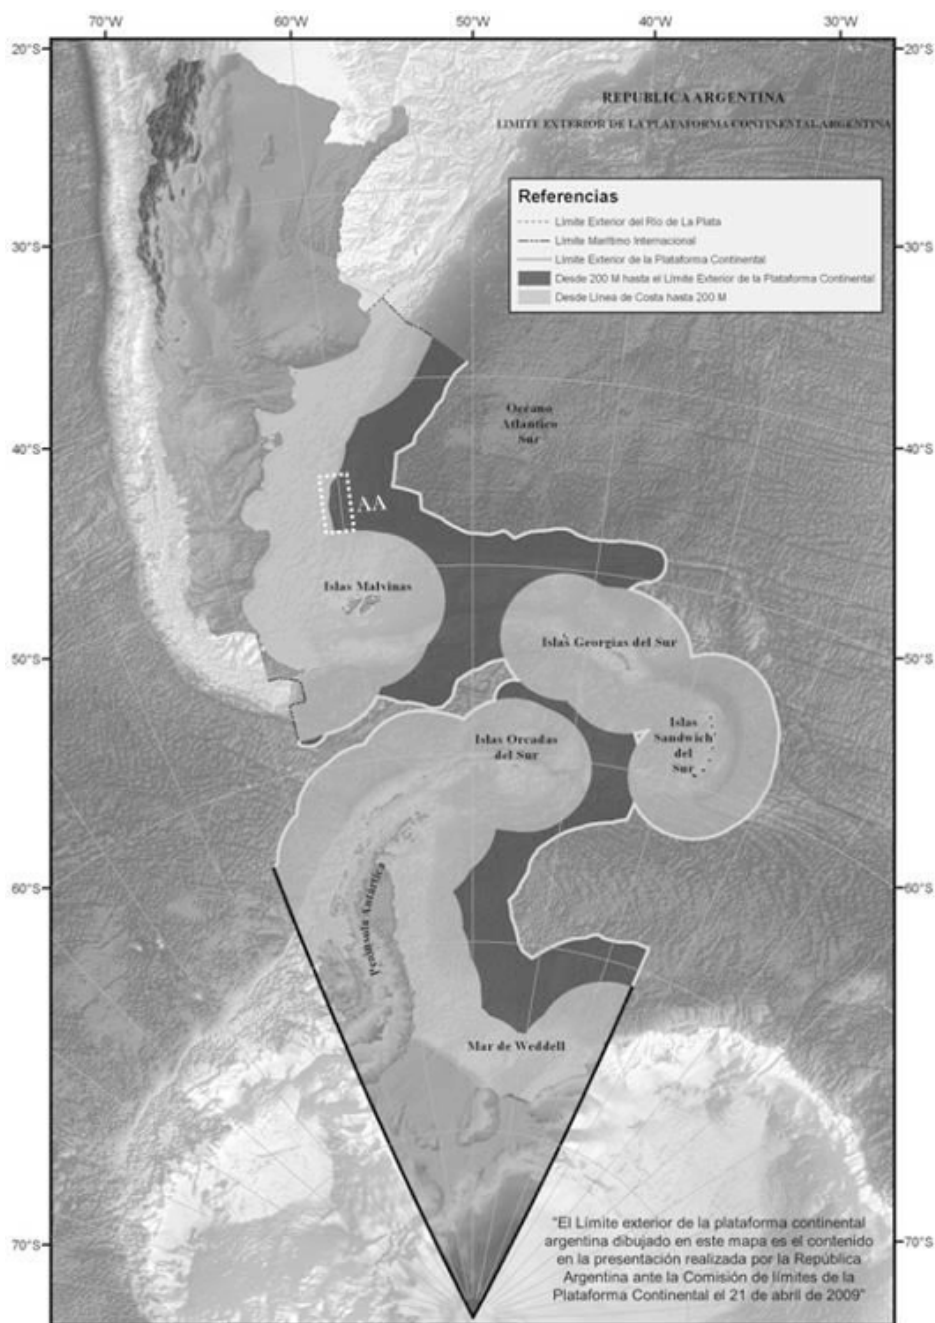 70°W 60°W 50°W 40°W 30°W
20°S 20°S
REPUBLICA ARGENTINA
LIMITE EXTERIOR DE LA PLATAFORMA CONTINENTAL ARGENTINA
Referencias
Límite Exterior del Río de La Plata
Límite Marítimo Internacional
Límite Exterior de la Plataforma Continental
Desde 200 M hasta el Límite Exterior de la Plataforma Continental
Desde Línea de Costa hasta 200 M
30°S 30°S
Océano
Atlantico
Sur
40°S 40°S
AA
Islas Malvinas
Islas Georgias del Sur
50°S 50°S
Islas
Sandwich
del
Sur
Islas Orcadas
del Sur
60°S 60°S
Península Antártica
Mar de Weddell
"El Límite exterior de la plataforma continental
argentina dibujado en este mapa es el contenido
en la presentación realizada por la República
Argentina ante la Comisión de límites de la
Plataforma Continental el 21 de abril de 2009"
70°S 70°S